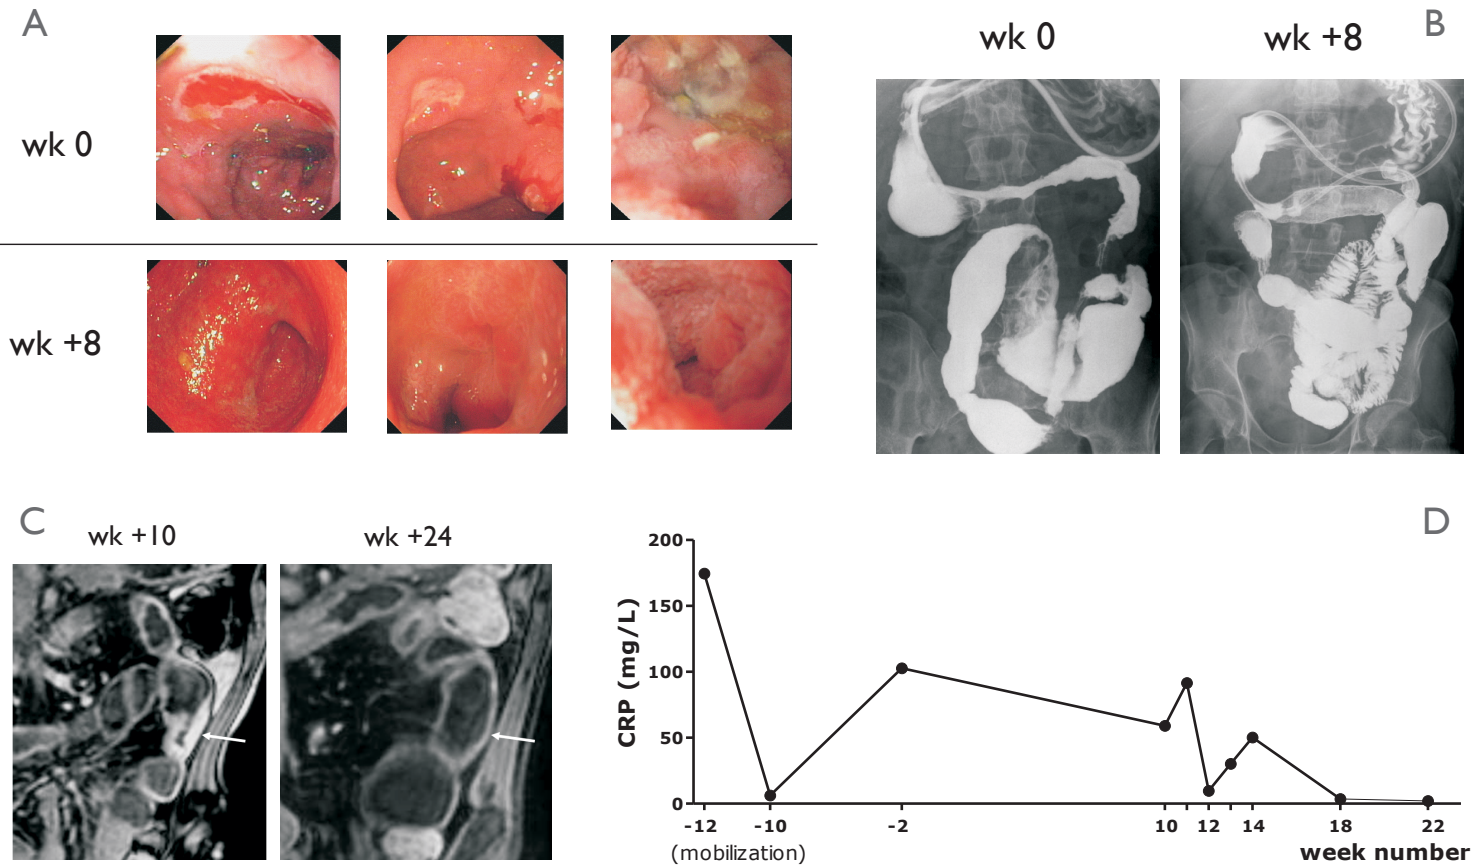 A
wk 0
wk +8
B
wk 0
wk +8
C
wk +10
wk +24
D
CRP (mg/L)
200
150
100
50
0
-12 -10 -2 10 12 14 18 22
(mobilization) week number